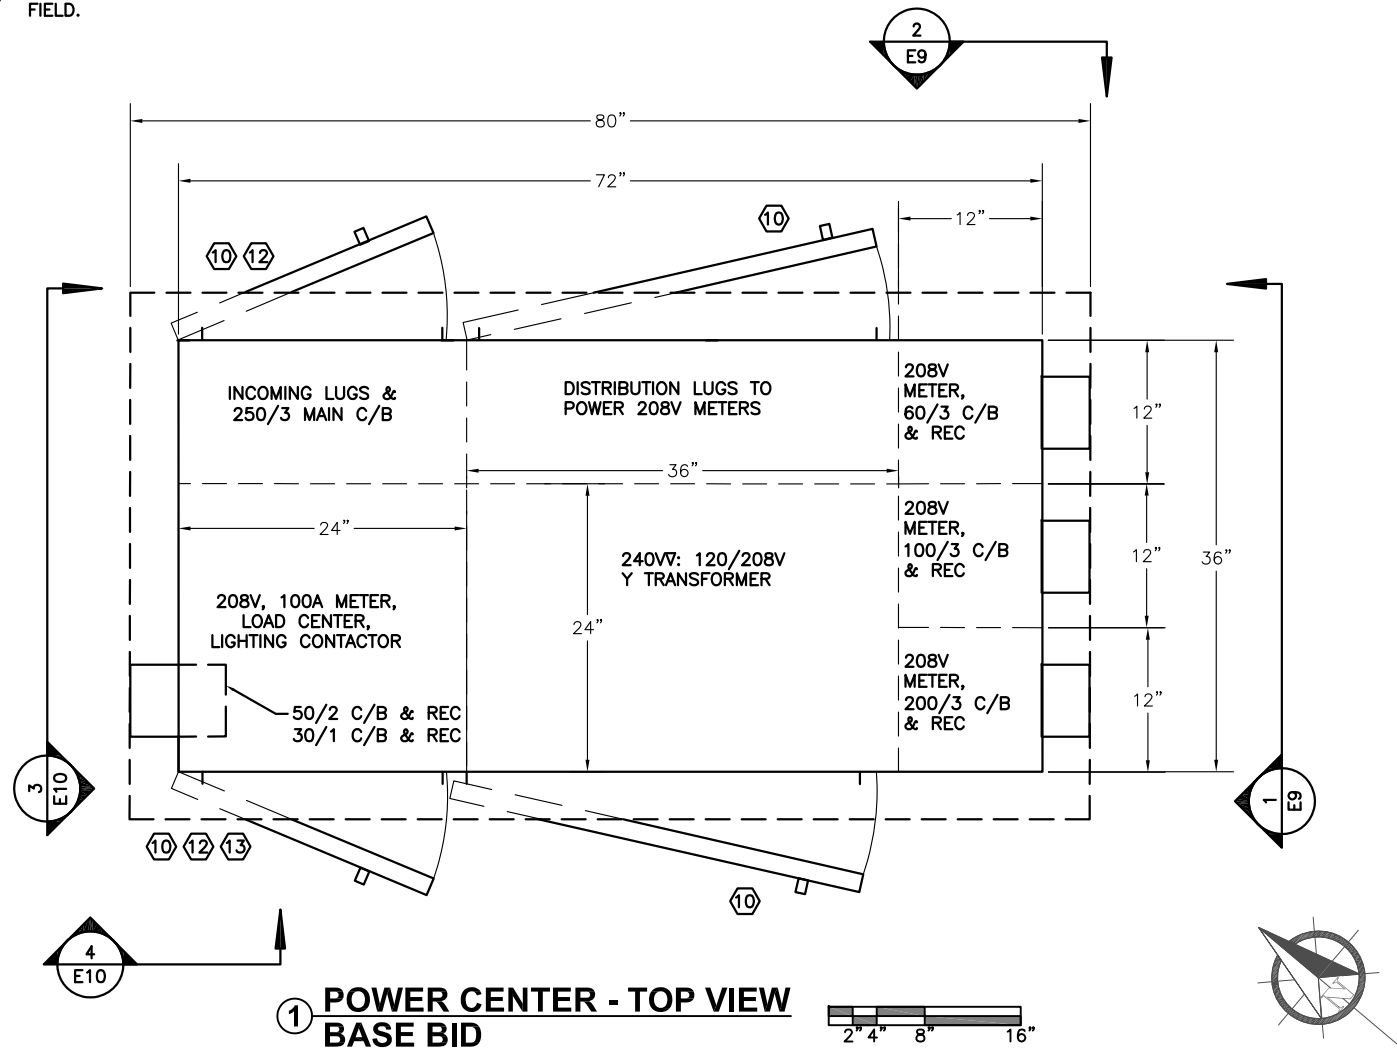 FIELD.
2
E9
80”
72”
12”
10
10 12
INCOMING LUGS &
250/3 MAIN C/B
DISTRIBUTION LUGS TO
POWER 208V METERS
208V
METER,
60/3 C/B
& REC
12”
36”
24”
208V
METER,
100/3 C/B
& REC
240V∇: 120/208V
Y TRANSFORMER
12”
36”
208V, 100A METER,
LOAD CENTER,
LIGHTING CONTACTOR
24”
208V
METER,
200/3 C/B
& REC
12”
50/2 C/B & REC
30/1 C/B & REC
3
E10
1
E9
10 12 13
10
4
E10
1 POWER CENTER - TOP VIEW
BASE BID
2” 4” 8” 16”